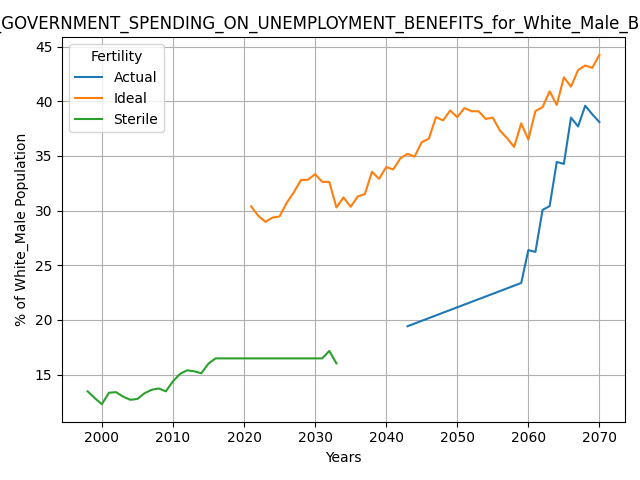 _GOVERNMENT_SPENDING_ON_UNEMPLOYMENT_BENEFITS_for_White_Male_B
Fertility
Actual
Ideal
Sterile
45
40
35
30
25
20
15
% of White_Male Population
2000 2010 2020 2030 2040 2050 2060 2070
Years